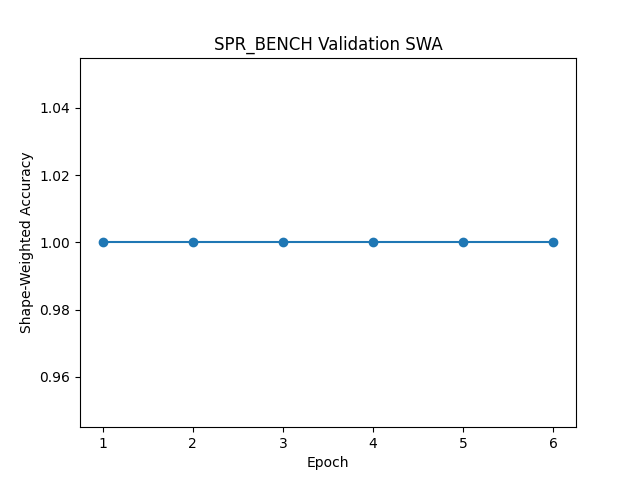 SPR_BENCH Validation SWA
Shape-Weighted Accuracy
1.04
1.02
1.00
0.98
0.96
1 2 3 4 5 6
Epoch